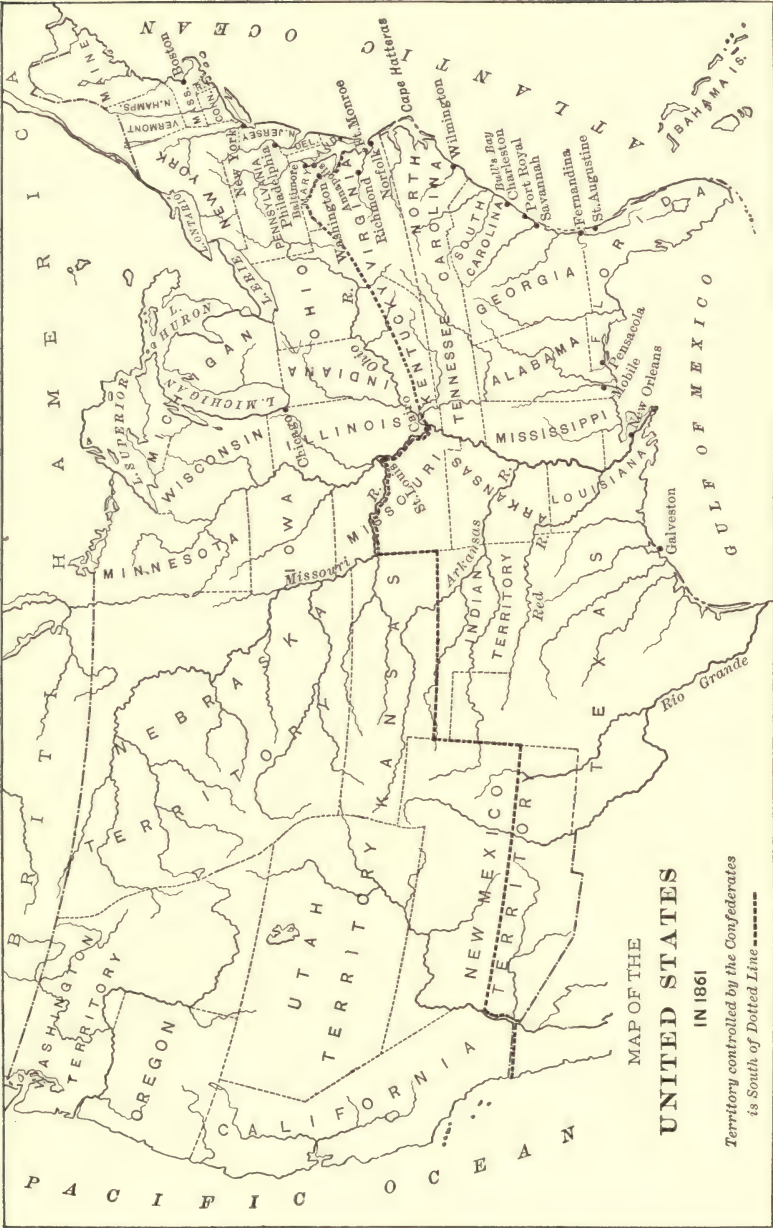 MAP OF THE
UNITED STATES
IN 1861
Territory controlled by the Confederates
is South of Dotted Line
BRITISH AMERICA
PACIFIC OCEAN
ATLANTIC OCEAN
GULF OF MEXICO
BAHAMA IS.
WASHINGTON
TERRITORY
OREGON
CALIFORNIA
UTAH
TERRITORY
NEW MEXICO
TERRITORY
NEBRASKA
TERRITORY
KANSAS
INDIAN
TERRITORY
TEXAS
MINNESOTA
IOWA
MISSOURI
ARKANSAS
LOUISIANA
WISCONSIN
ILLINOIS
MICHIGAN
INDIANA
OHIO
KENTUCKY
TENNESSEE
MISSISSIPPI
ALABAMA
GEORGIA
FLORIDA
SOUTH
CAROLINA
NORTH
CAROLINA
VIRGINIA
MARYLAND
DEL.
N. JERSEY
PENNSYLVANIA
NEW YORK
CONN.
MASS.
VERMONT
N. HAMPS
MAINE
L. SUPERIOR
L. MICHIGAN
L. HURON
L. ERIE
L. ONTARIO
Missouri
R.
Arkansas
R.
Red
R.
Rio Grande
Ohio
R.
Boston
New York
Philadelphia
Baltimore
Washington
Annapolis
Richmond
Norfolk
Ft. Monroe
Cape Hatteras
Wilmington
Bull's Bay
Charleston
Port Royal
Savannah
Fernandina
St. Augustine
Pensacola
Mobile
New Orleans
Galveston
Chicago
Cairo
St. Louis